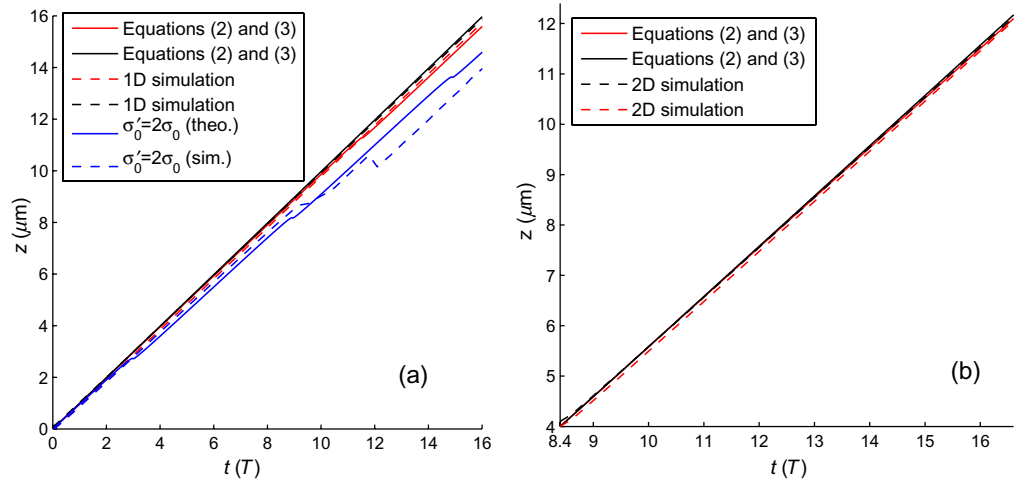 16
14
12
10
8
6
4
2
0
z (μm)
Equations (2) and (3)
Equations (2) and (3)
1D simulation
1D simulation
σ₀′=2σ₀ (theo.)
σ₀′=2σ₀ (sim.)
(a)
0 2 4 6 8 10 12 14 16
t (T)
12
11
10
9
8
7
6
5
4
z (μm)
Equations (2) and (3)
Equations (2) and (3)
2D simulation
2D simulation
(b)
8.4 9 10 11 12 13 14 15 16
t (T)